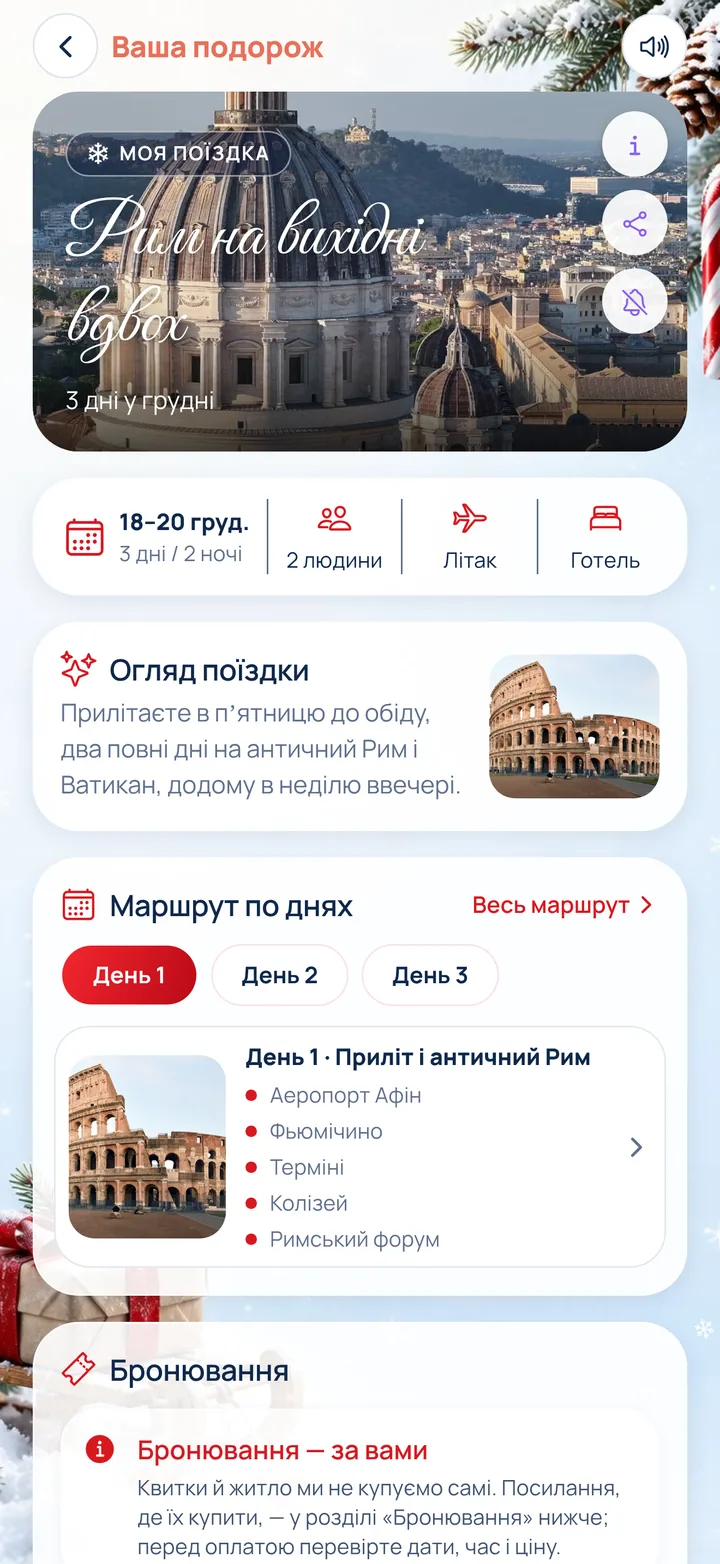 Ваша подорож
МОЯ ПОЇЗДКА
Рим на вихідні
вдвох
3 дні у грудні
18–20 груд.
3 дні / 2 ночі
2 людини
Літак
Готель
Огляд поїздки
Прилітаєте в п’ятницю до обіду,
два повні дні на античний Рим і
Ватикан, додому в неділю ввечері.
Маршрут по днях
Весь маршрут
День 1
День 2
День 3
День 1 · Приліт і античний Рим
Аеропорт Афін
Фьюмічино
Терміні
Колізей
Римський форум
Бронювання
Бронювання — за вами
Квитки й житло ми не купуємо самі. Посилання,
де їх купити, — у розділі «Бронювання» нижче;
перед оплатою перевірте дати, час і ціну.